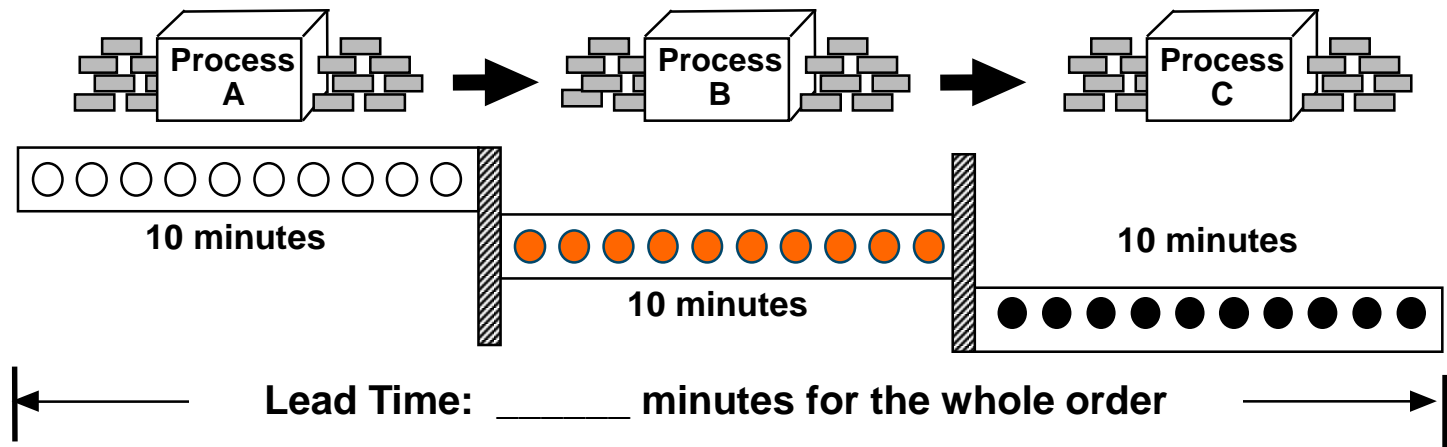 Process
A
Process
B
Process
C
10 minutes
10 minutes
10 minutes
Lead Time: ______ minutes for the whole order